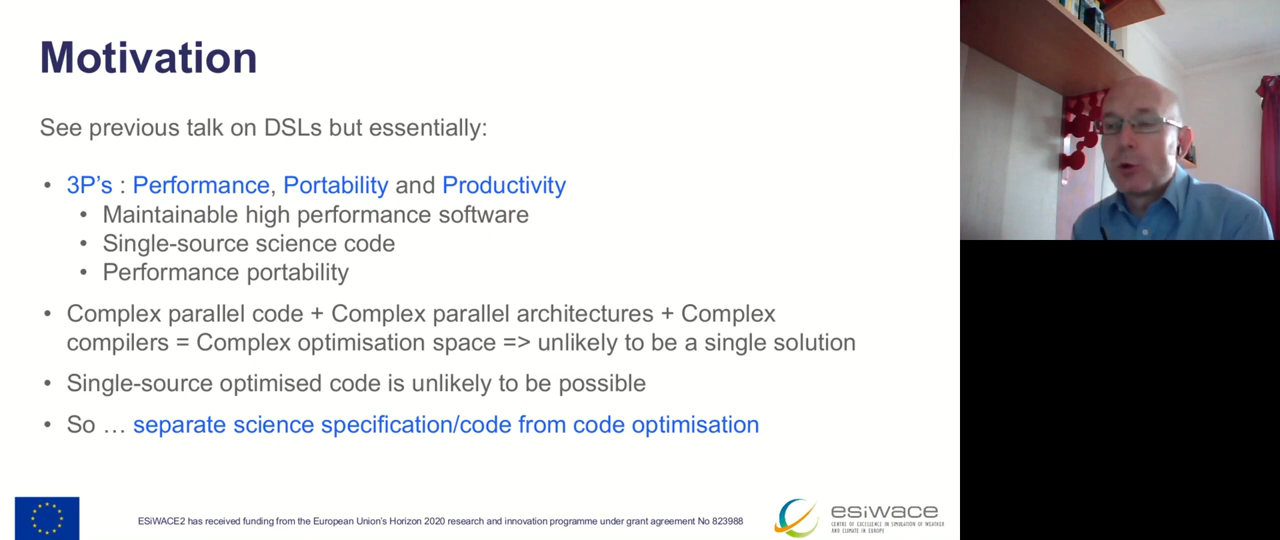 Motivation
See previous talk on DSLs but essentially:
• 3P's : Performance, Portability and Productivity
• Maintainable high performance software
• Single-source science code
• Performance portability
• Complex parallel code + Complex parallel architectures + Complex
compilers = Complex optimisation space => unlikely to be a single solution
• Single-source optimised code is unlikely to be possible
• So … separate science specification/code from code optimisation
ESiWACE2 has received funding from the European Union's Horizon 2020 research and innovation programme under grant agreement No 823988
esiwace
CENTRE OF EXCELLENCE IN SIMULATION OF WEATHER
AND CLIMATE IN EUROPE